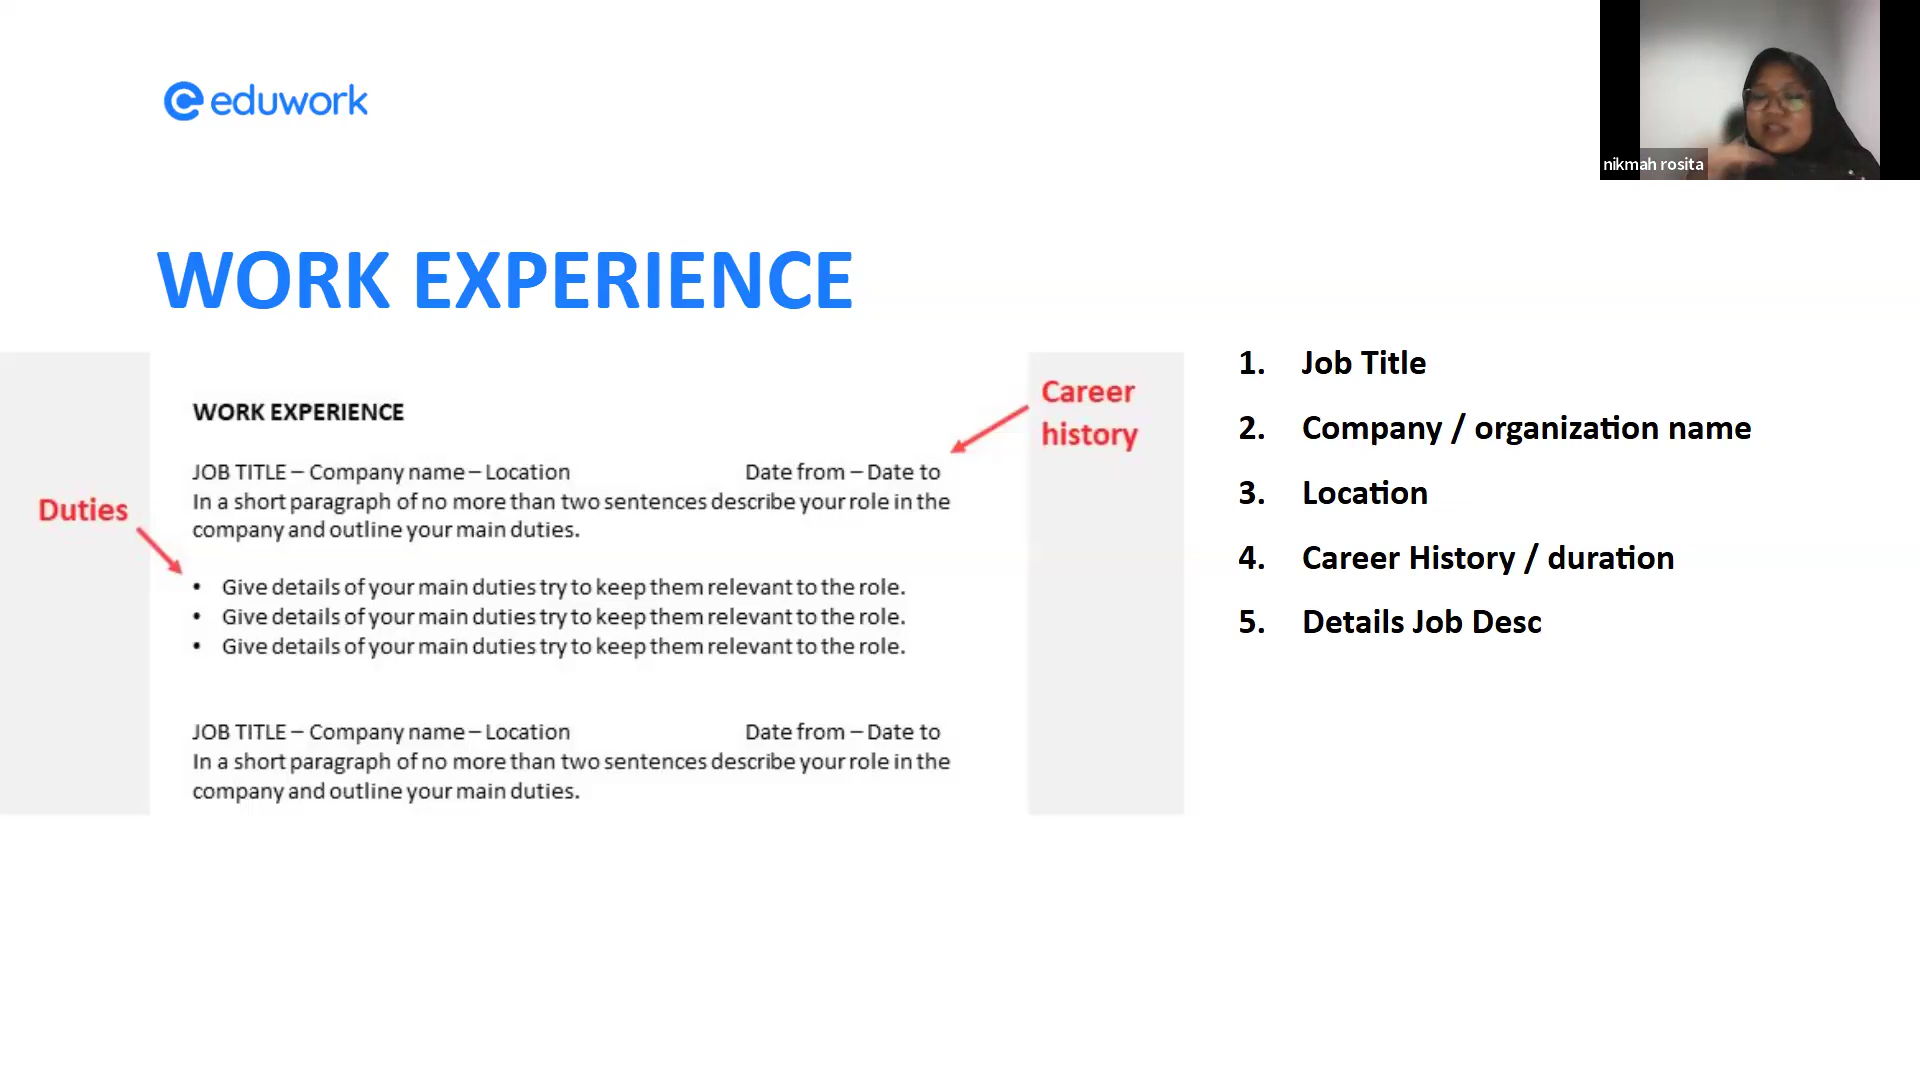 eduwork
nikmah rosita
WORK EXPERIENCE
WORK EXPERIENCE
Career
history
JOB TITLE – Company name – Location Date from – Date to
In a short paragraph of no more than two sentences describe your role in the
company and outline your main duties.
Duties
• Give details of your main duties try to keep them relevant to the role.
• Give details of your main duties try to keep them relevant to the role.
• Give details of your main duties try to keep them relevant to the role.
JOB TITLE – Company name – Location Date from – Date to
In a short paragraph of no more than two sentences describe your role in the
company and outline your main duties.
1. Job Title
2. Company / organization name
3. Location
4. Career History / duration
5. Details Job Desc